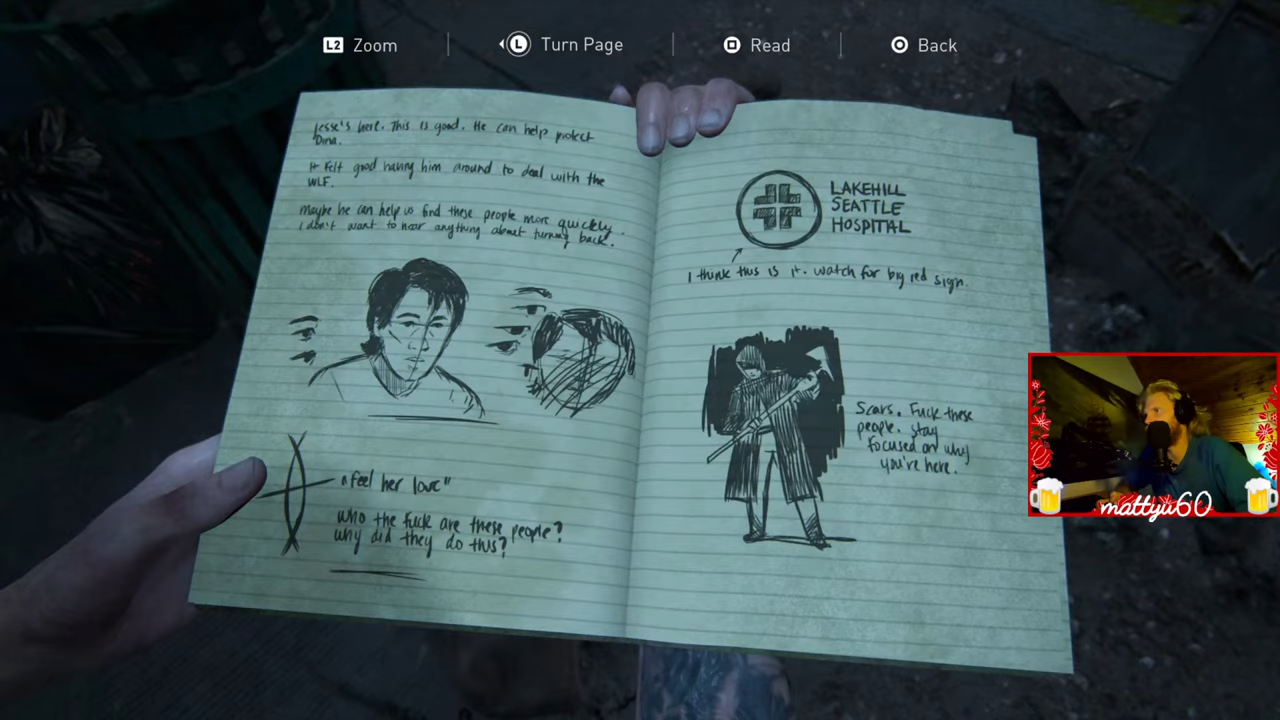 L2 Zoom
L Turn Page
Read
Back
Jesse's here. This is good. He can help protect
Dina.
It felt good having him around to deal with the
WLF.
Maybe he can help us find these people more quickly.
I don't want to hear anything about turning back.
"Feel her love"
who the fuck are these people?
why did they do this?
LAKEHILL
SEATTLE
HOSPITAL
I think this is it. watch for big red sign.
Scars. Fuck these
people. stay
focused on why
you're here.
mattyu60